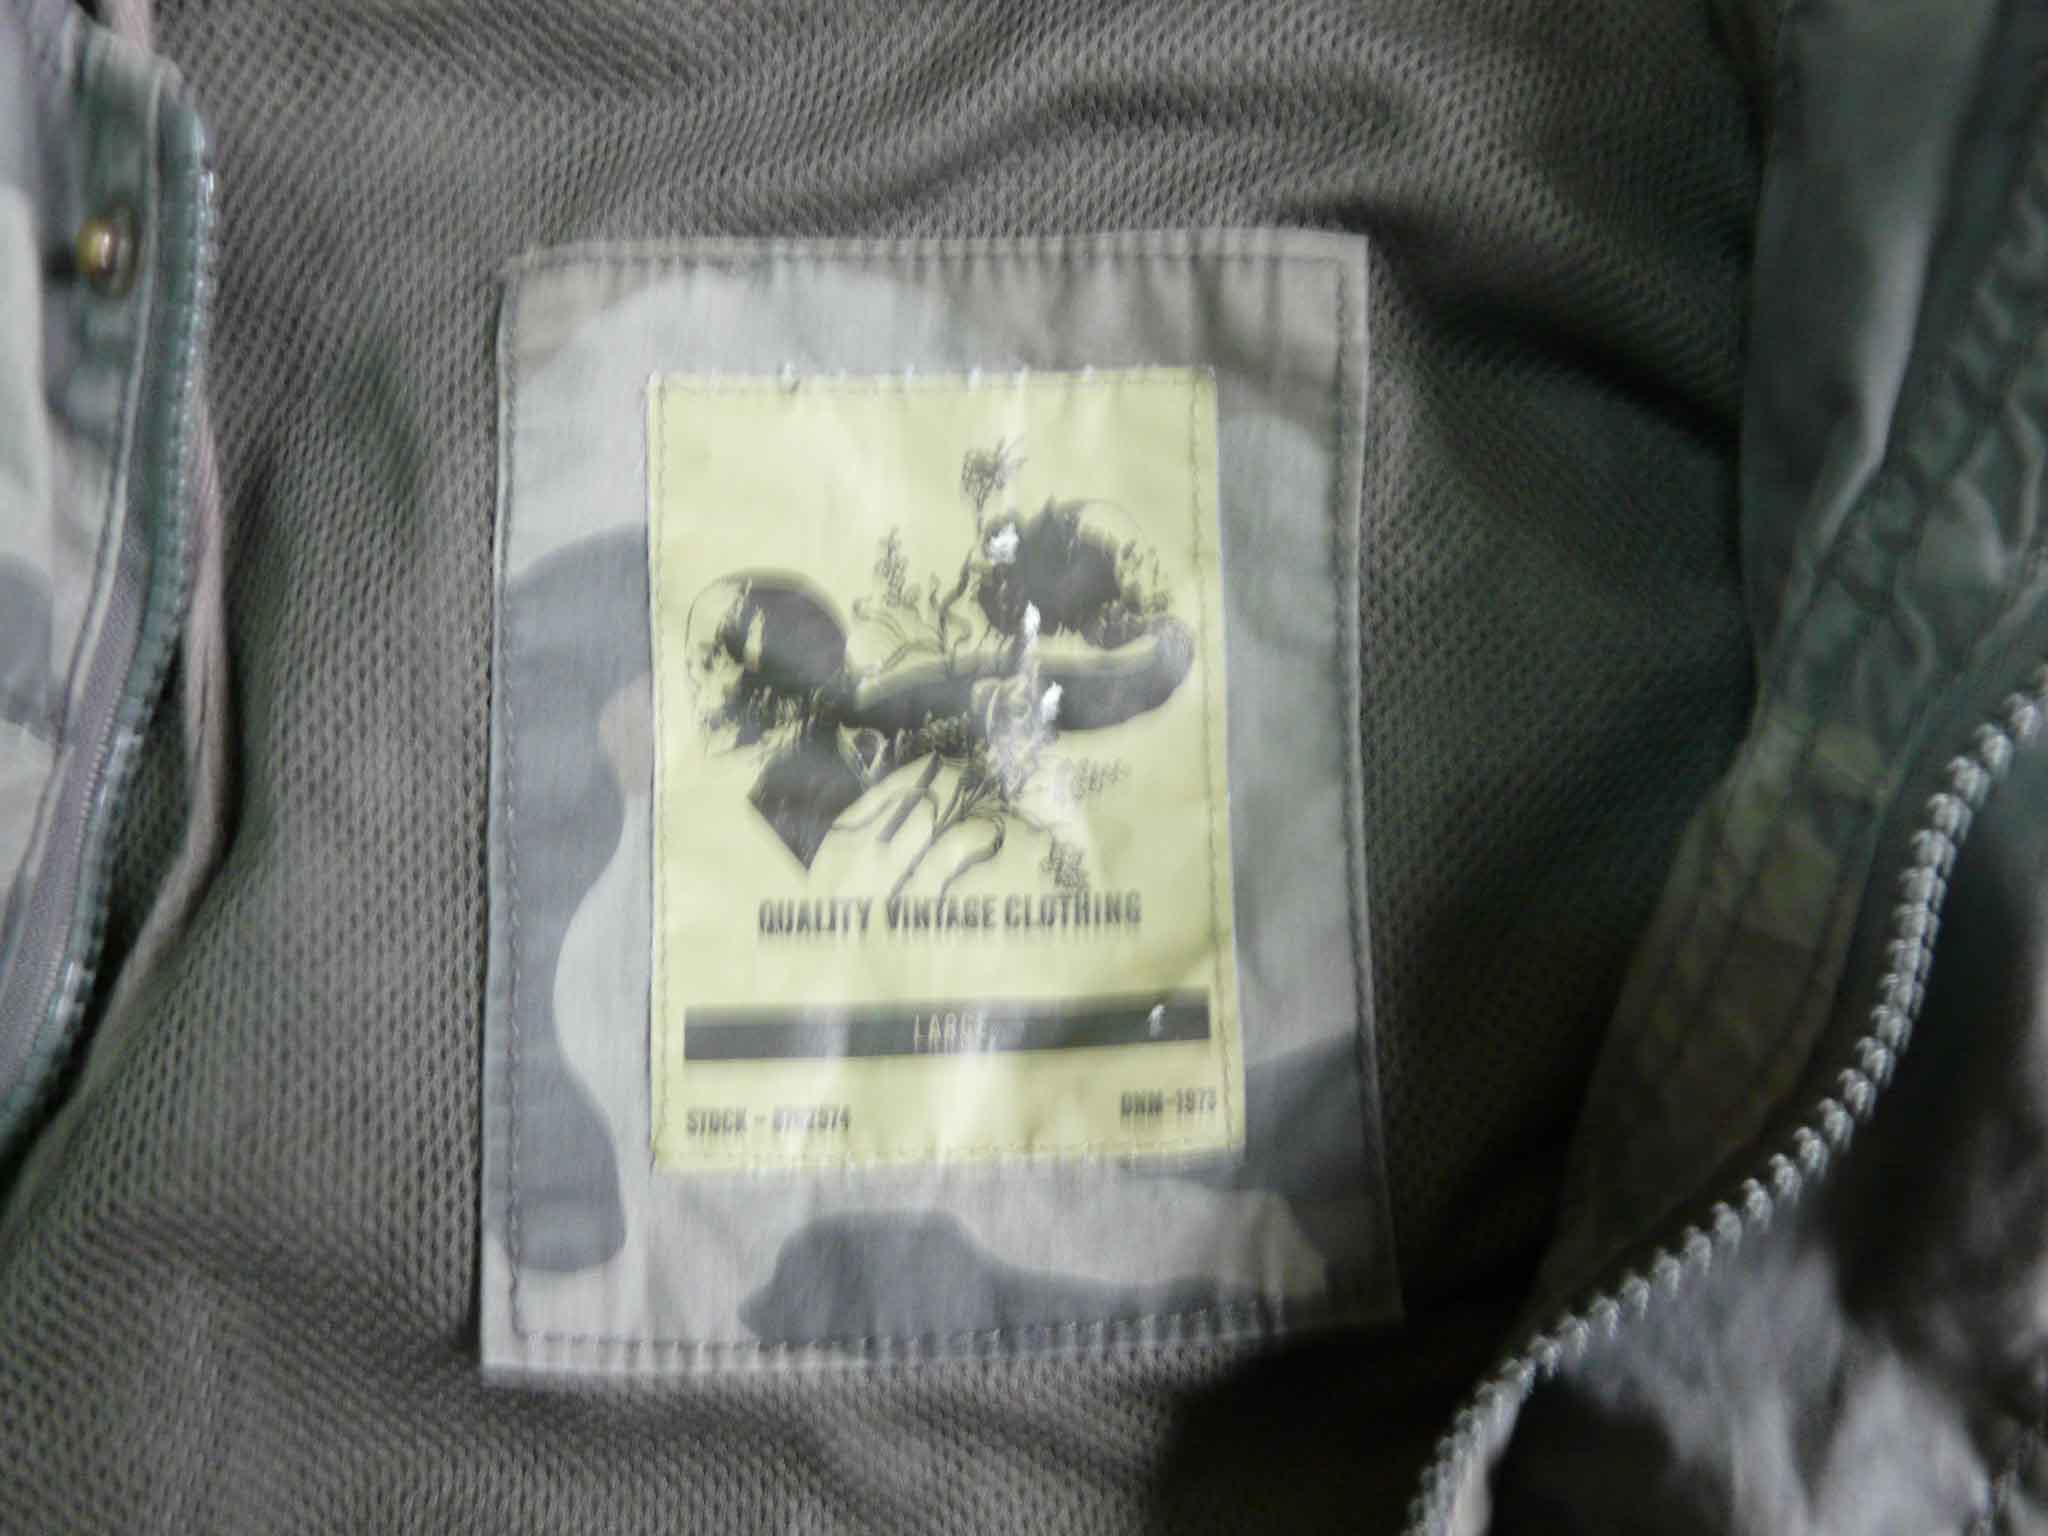 QUALITY VINTAGE CLOTHING
LARGE
STOCK -
DNM-1973